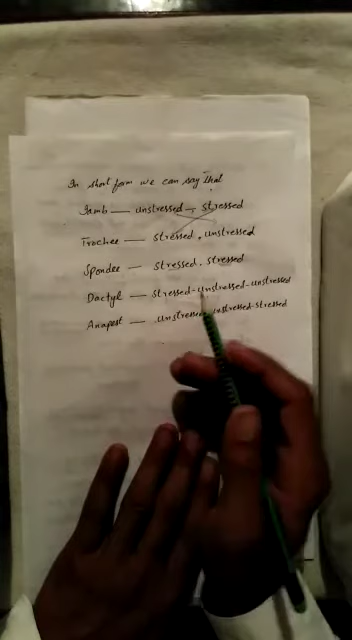 In short form we can say that
Iamb — unstressed - stressed
Trochee — stressed . unstressed
Spondee — stressed . stressed
Dactyl — stressed - unstressed - unstressed
Anapest — unstressed unstressed - stressed